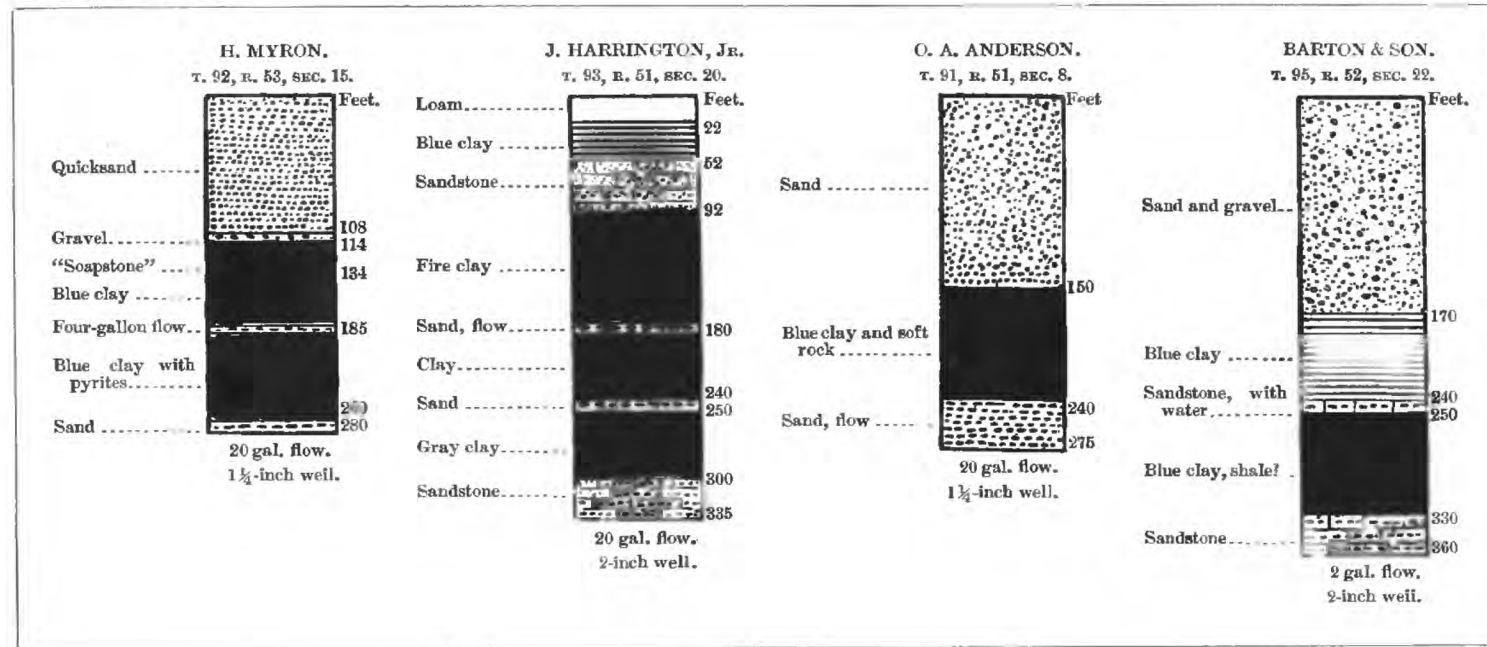 H. MYRON.
T. 92, R. 53, SEC. 15.
Feet.
Quicksand
108
Gravel
114
"Soapstone"
134
Blue clay
Four-gallon flow
185
Blue clay with
pyrites
Sand
280
20 gal. flow.
1¼-inch well.
J. HARRINGTON, JR.
T. 93, R. 51, SEC. 20.
Feet.
Loam
22
Blue clay
52
Sandstone
92
Fire clay
Sand, flow
180
Clay
240
Sand
250
Gray clay
300
Sandstone
335
20 gal. flow.
2-inch well.
O. A. ANDERSON.
T. 91, R. 51, SEC. 8.
Feet
Sand
150
Blue clay and soft
rock
240
Sand, flow
275
20 gal. flow.
1¼-inch well.
BARTON & SON.
T. 95, R. 52, SEC. 22.
Feet.
Sand and gravel
170
Blue clay
240
Sandstone, with
water
250
Blue clay, shale?
330
Sandstone
360
2 gal. flow.
2-inch well.